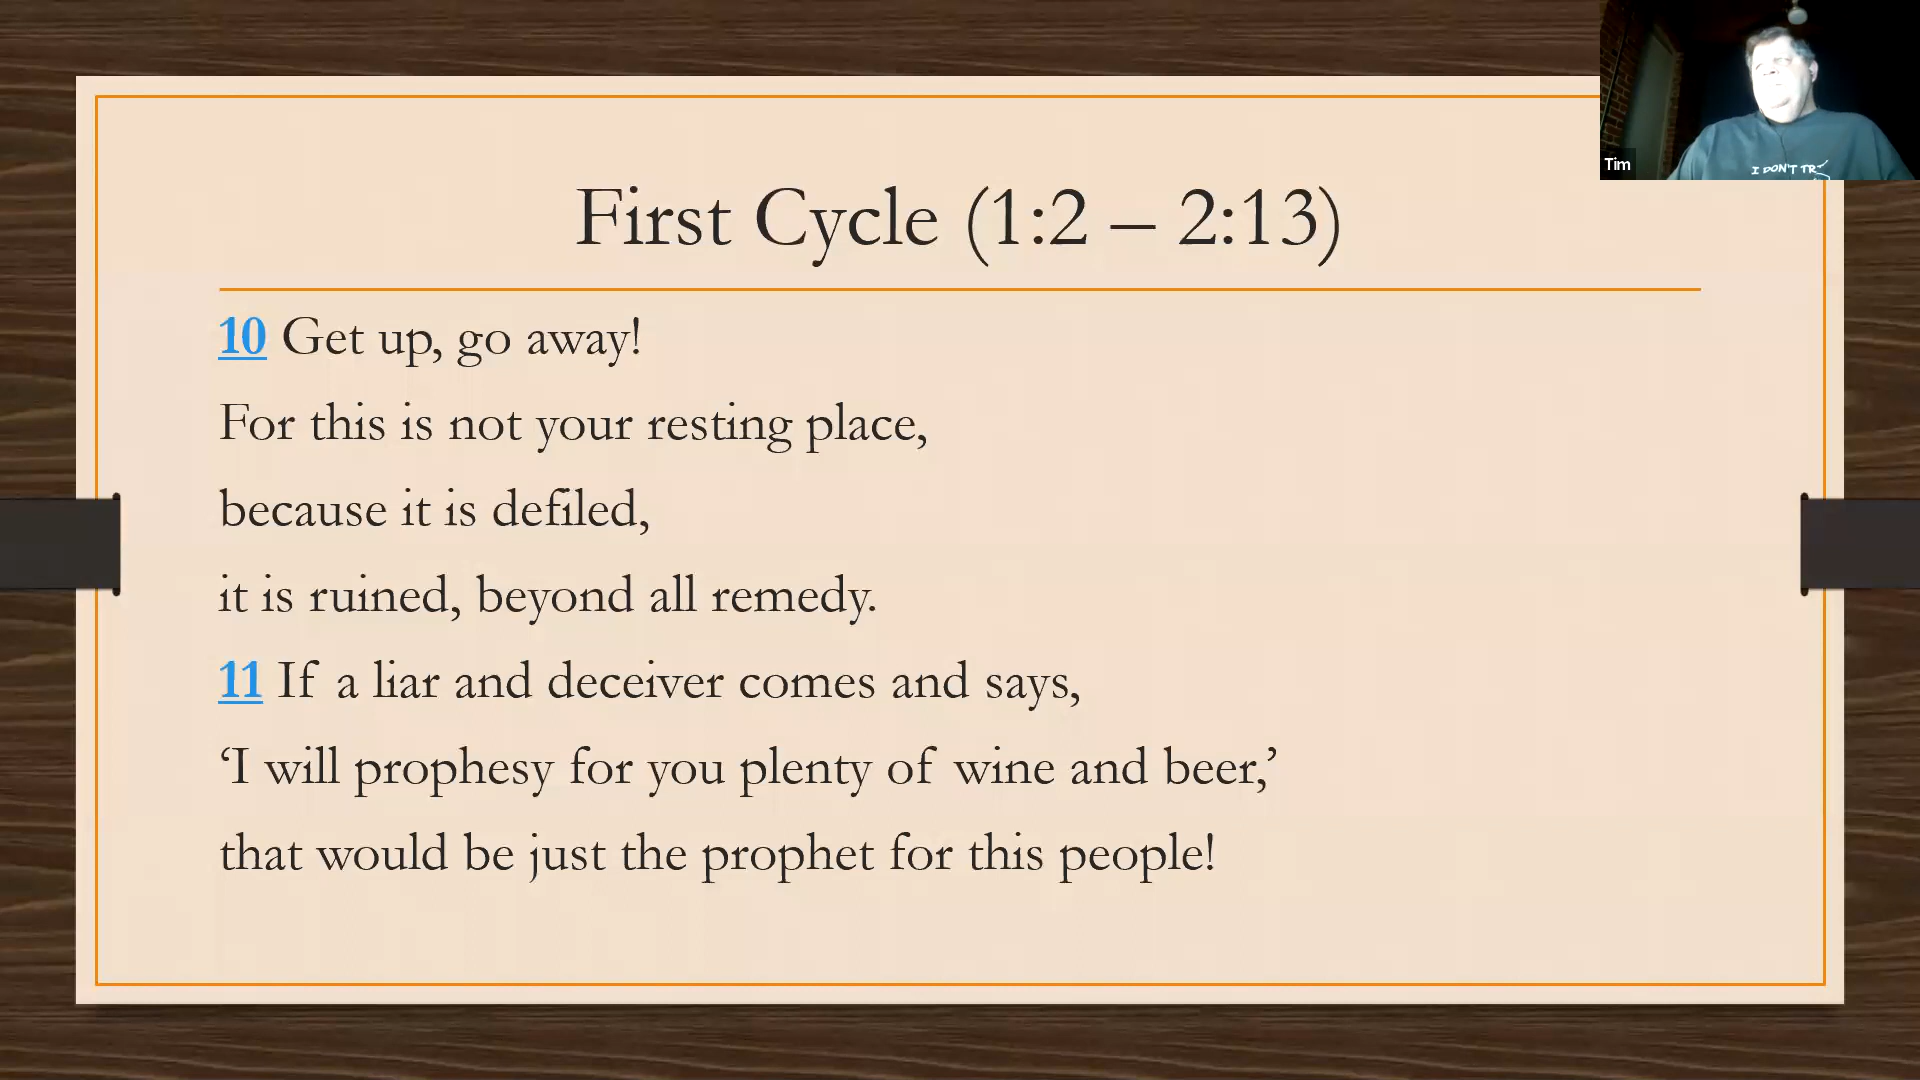 First Cycle (1:2 – 2:13)
10 Get up, go away!
For this is not your resting place,
because it is defiled,
it is ruined, beyond all remedy.
11 If a liar and deceiver comes and says,
‘I will prophesy for you plenty of wine and beer,’
that would be just the prophet for this people!
Tim
I DON'T